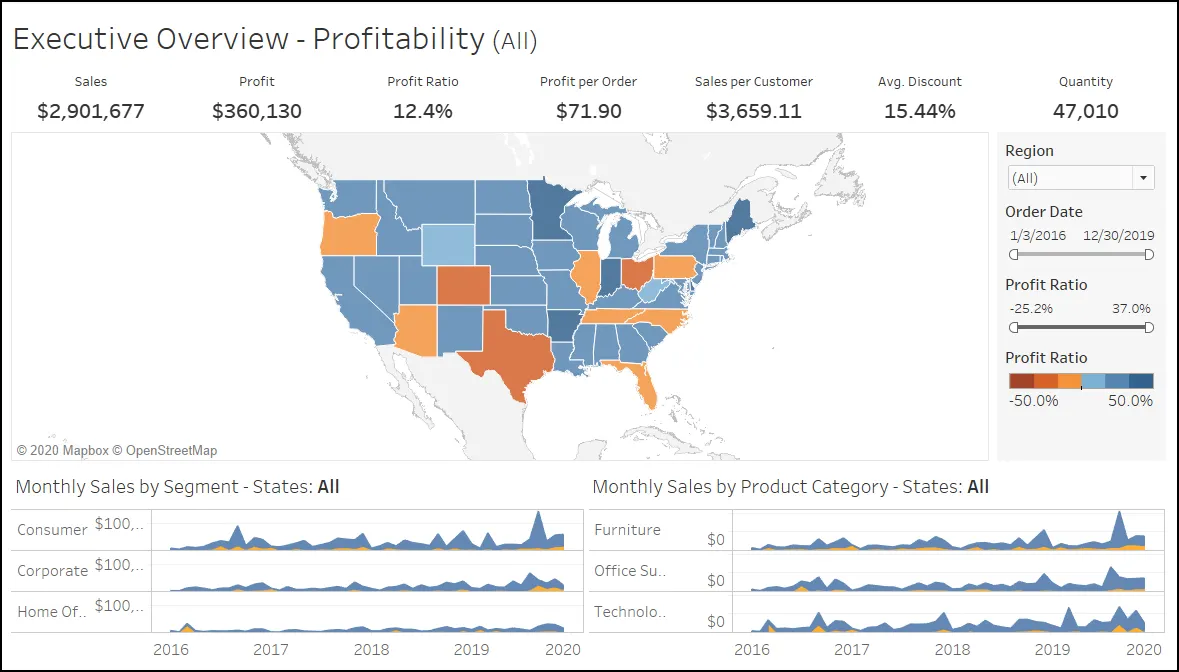 Executive Overview - Profitability (All)
Sales Profit Profit Ratio Profit per Order Sales per Customer Avg. Discount Quantity
$2,901,677 $360,130 12.4% $71.90 $3,659.11 15.44% 47,010
Region
(All)
Order Date
1/3/2016 12/30/2019
Profit Ratio
-25.2% 37.0%
Profit Ratio
-50.0% 50.0%
© 2020 Mapbox © OpenStreetMap
Monthly Sales by Segment - States: All
Consumer $100,..
Corporate $100,..
Home Of.. $100,..
2016 2017 2018 2019 2020
Monthly Sales by Product Category - States: All
Furniture $0
Office Su.. $0
Technolo.. $0
2016 2017 2018 2019 2020